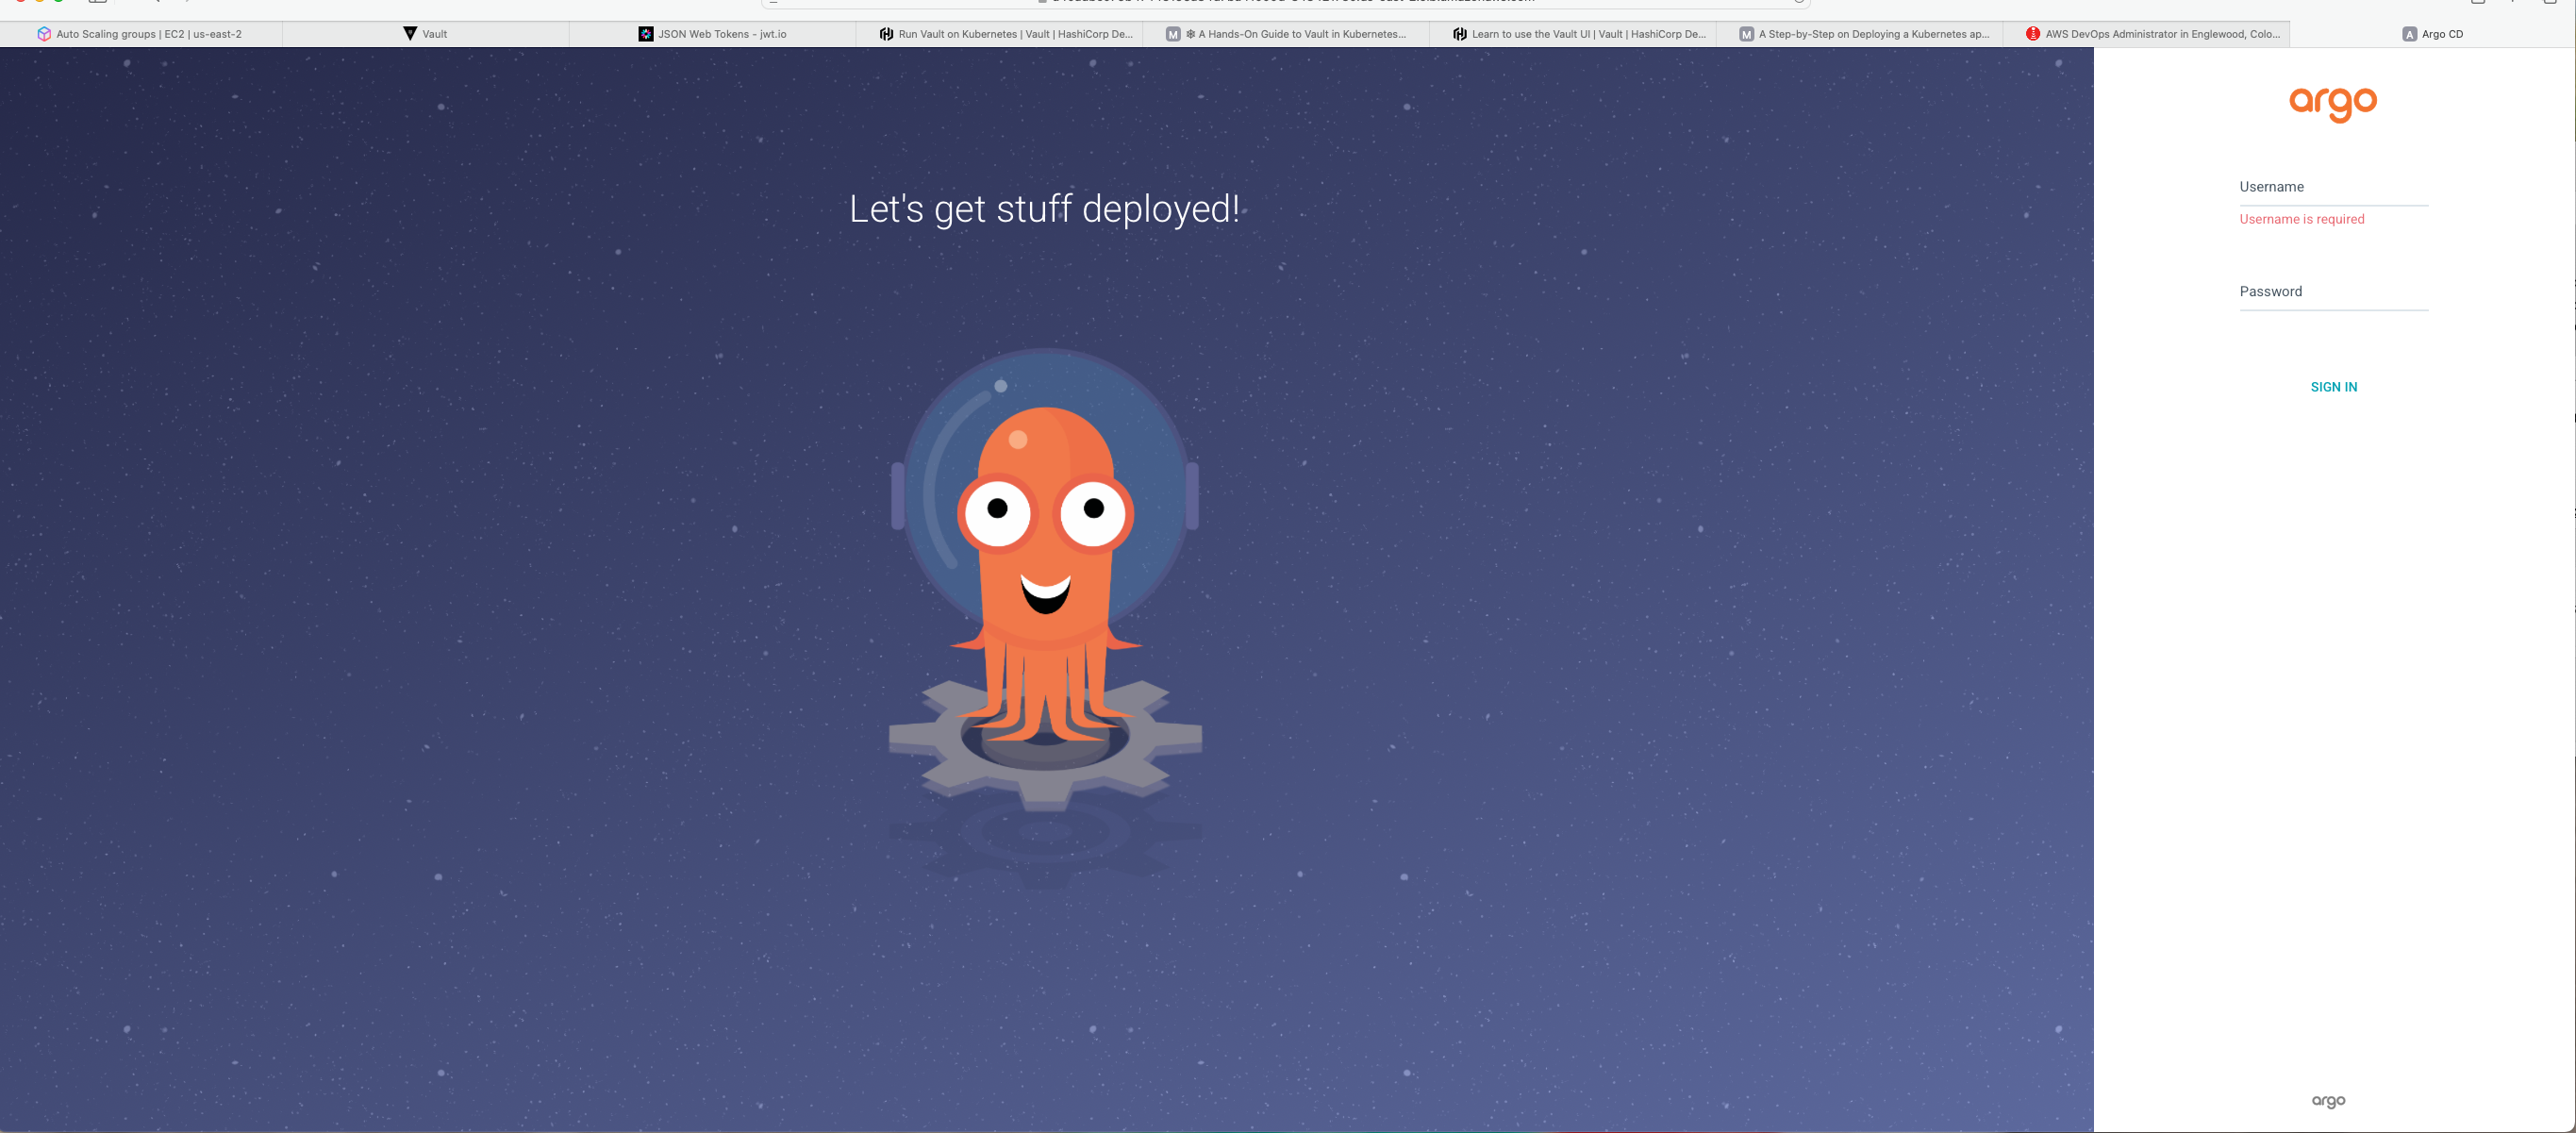 Auto Scaling groups | EC2 | us-east-2
Vault
JSON Web Tokens - jwt.io
Run Vault on Kubernetes | Vault | HashiCorp De...
M
❄ A Hands-On Guide to Vault in Kubernetes...
Learn to use the Vault UI | Vault | HashiCorp De...
M
A Step-by-Step on Deploying a Kubernetes ap...
AWS DevOps Administrator in Englewood, Colo...
A
Argo CD
Let's get stuff deployed!
argo
Username
Username is required
Password
SIGN IN
argo